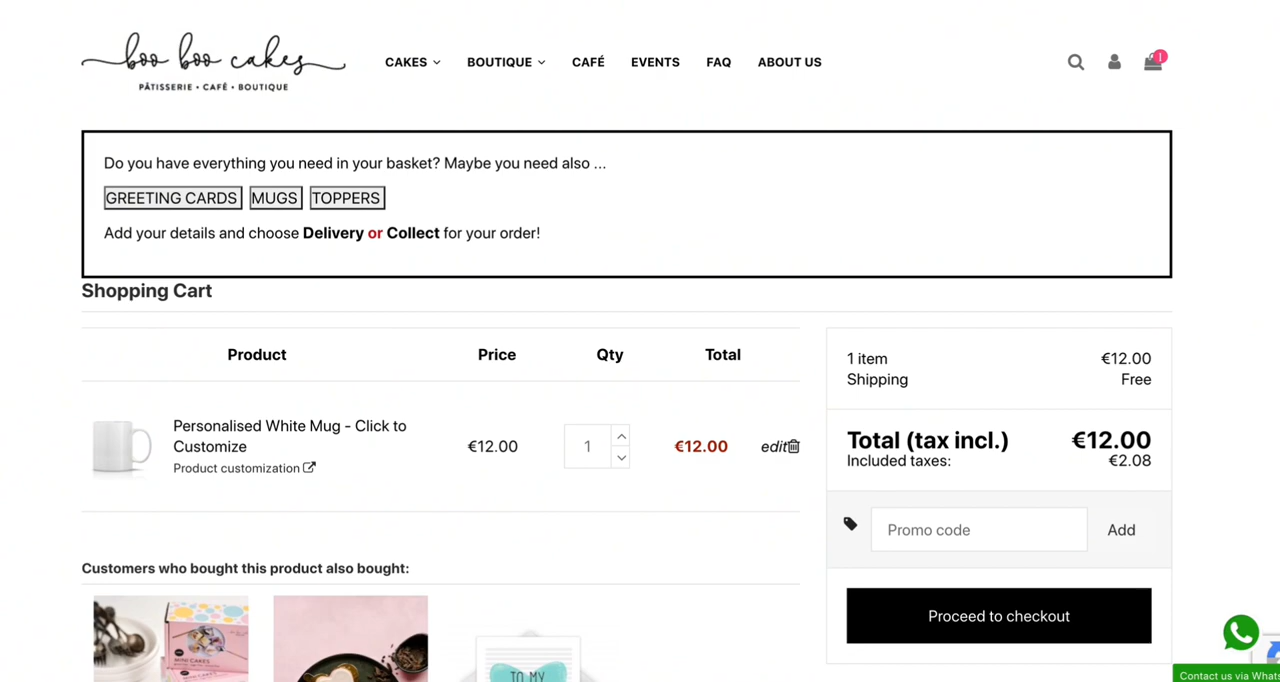 boo boo cakes
PÂTISSERIE • CAFÉ • BOUTIQUE
CAKES BOUTIQUE CAFÉ EVENTS FAQ ABOUT US
1
Do you have everything you need in your basket? Maybe you need also ...
GREETING CARDS MUGS TOPPERS
Add your details and choose Delivery or Collect for your order!
Shopping Cart
Product Price Qty Total
Personalised White Mug - Click to
Customize
Product customization
€12.00 1 €12.00 edit
1 item €12.00
Shipping Free
Total (tax incl.) €12.00
Included taxes: €2.08
Promo code Add
Proceed to checkout
Customers who bought this product also bought:
MINI CAKES
TO MY
Contact us via Whats